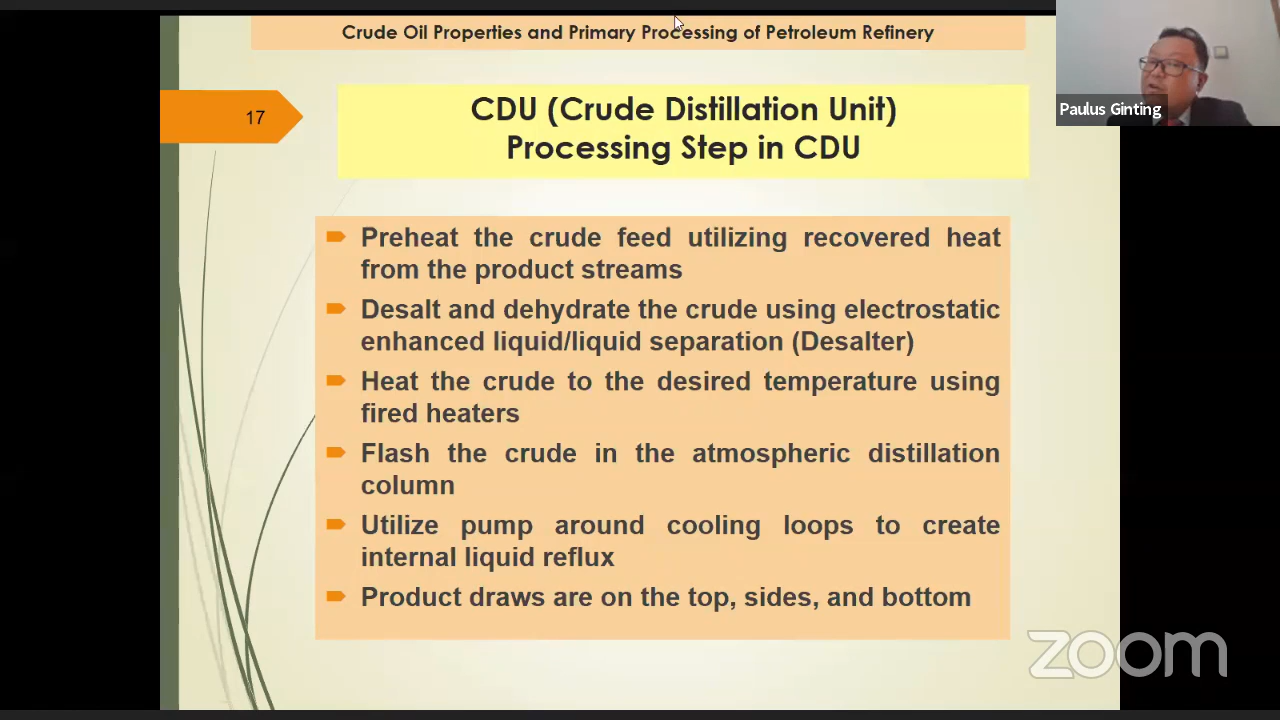 Crude Oil Properties and Primary Processing of Petroleum Refinery
Paulus Ginting
17
CDU (Crude Distillation Unit)
Processing Step in CDU
Preheat the crude feed utilizing recovered heat
from the product streams
Desalt and dehydrate the crude using electrostatic
enhanced liquid/liquid separation (Desalter)
Heat the crude to the desired temperature using
fired heaters
Flash the crude in the atmospheric distillation
column
Utilize pump around cooling loops to create
internal liquid reflux
Product draws are on the top, sides, and bottom
zoom